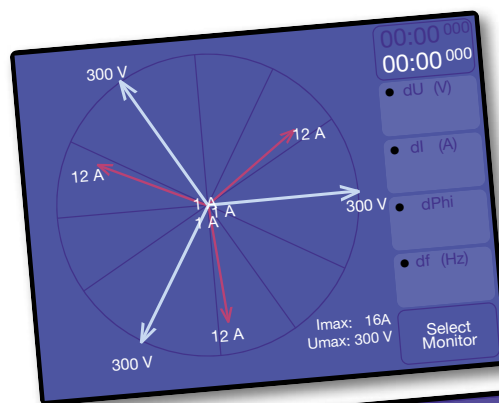 00:00 000
00:00 000
300 V
dU (V)
12 A
dI (A)
12 A
1 A
1 A
1 A
300 V
dPhi
df (Hz)
12 A
Imax: 16A
Umax: 300 V
300 V
Select
Monitor